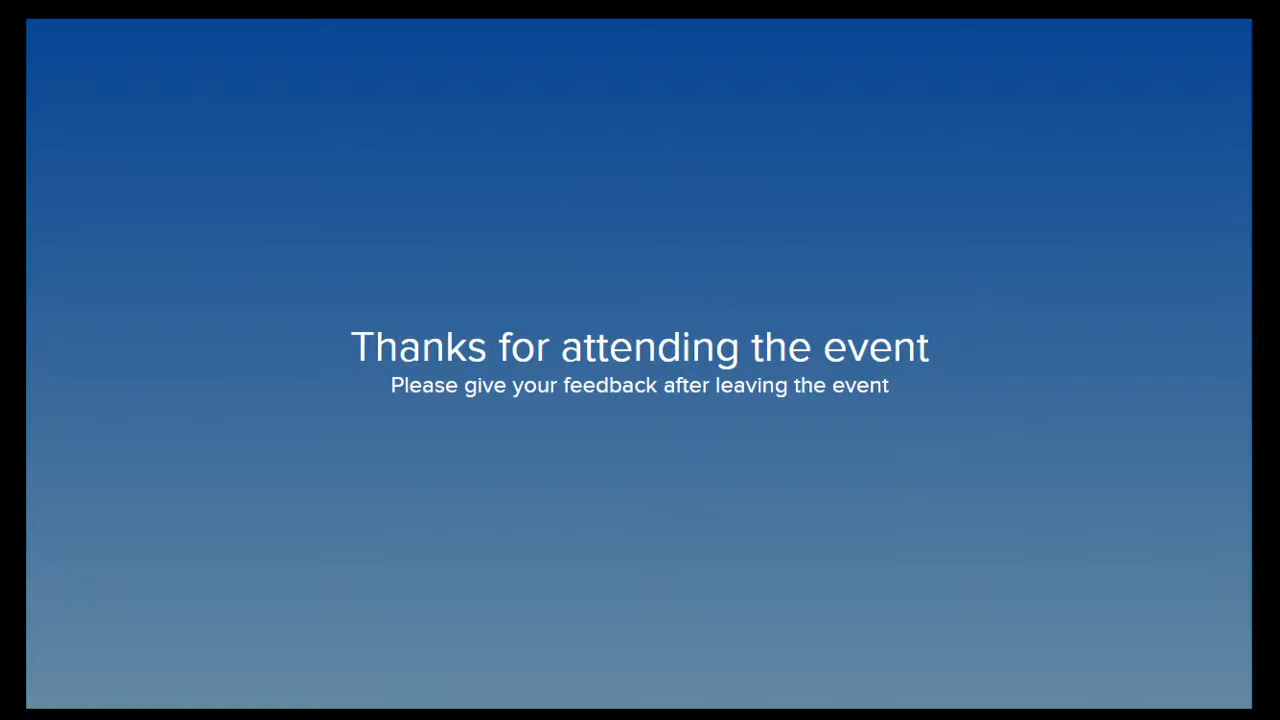 Thanks for attending the event
Please give your feedback after leaving the event